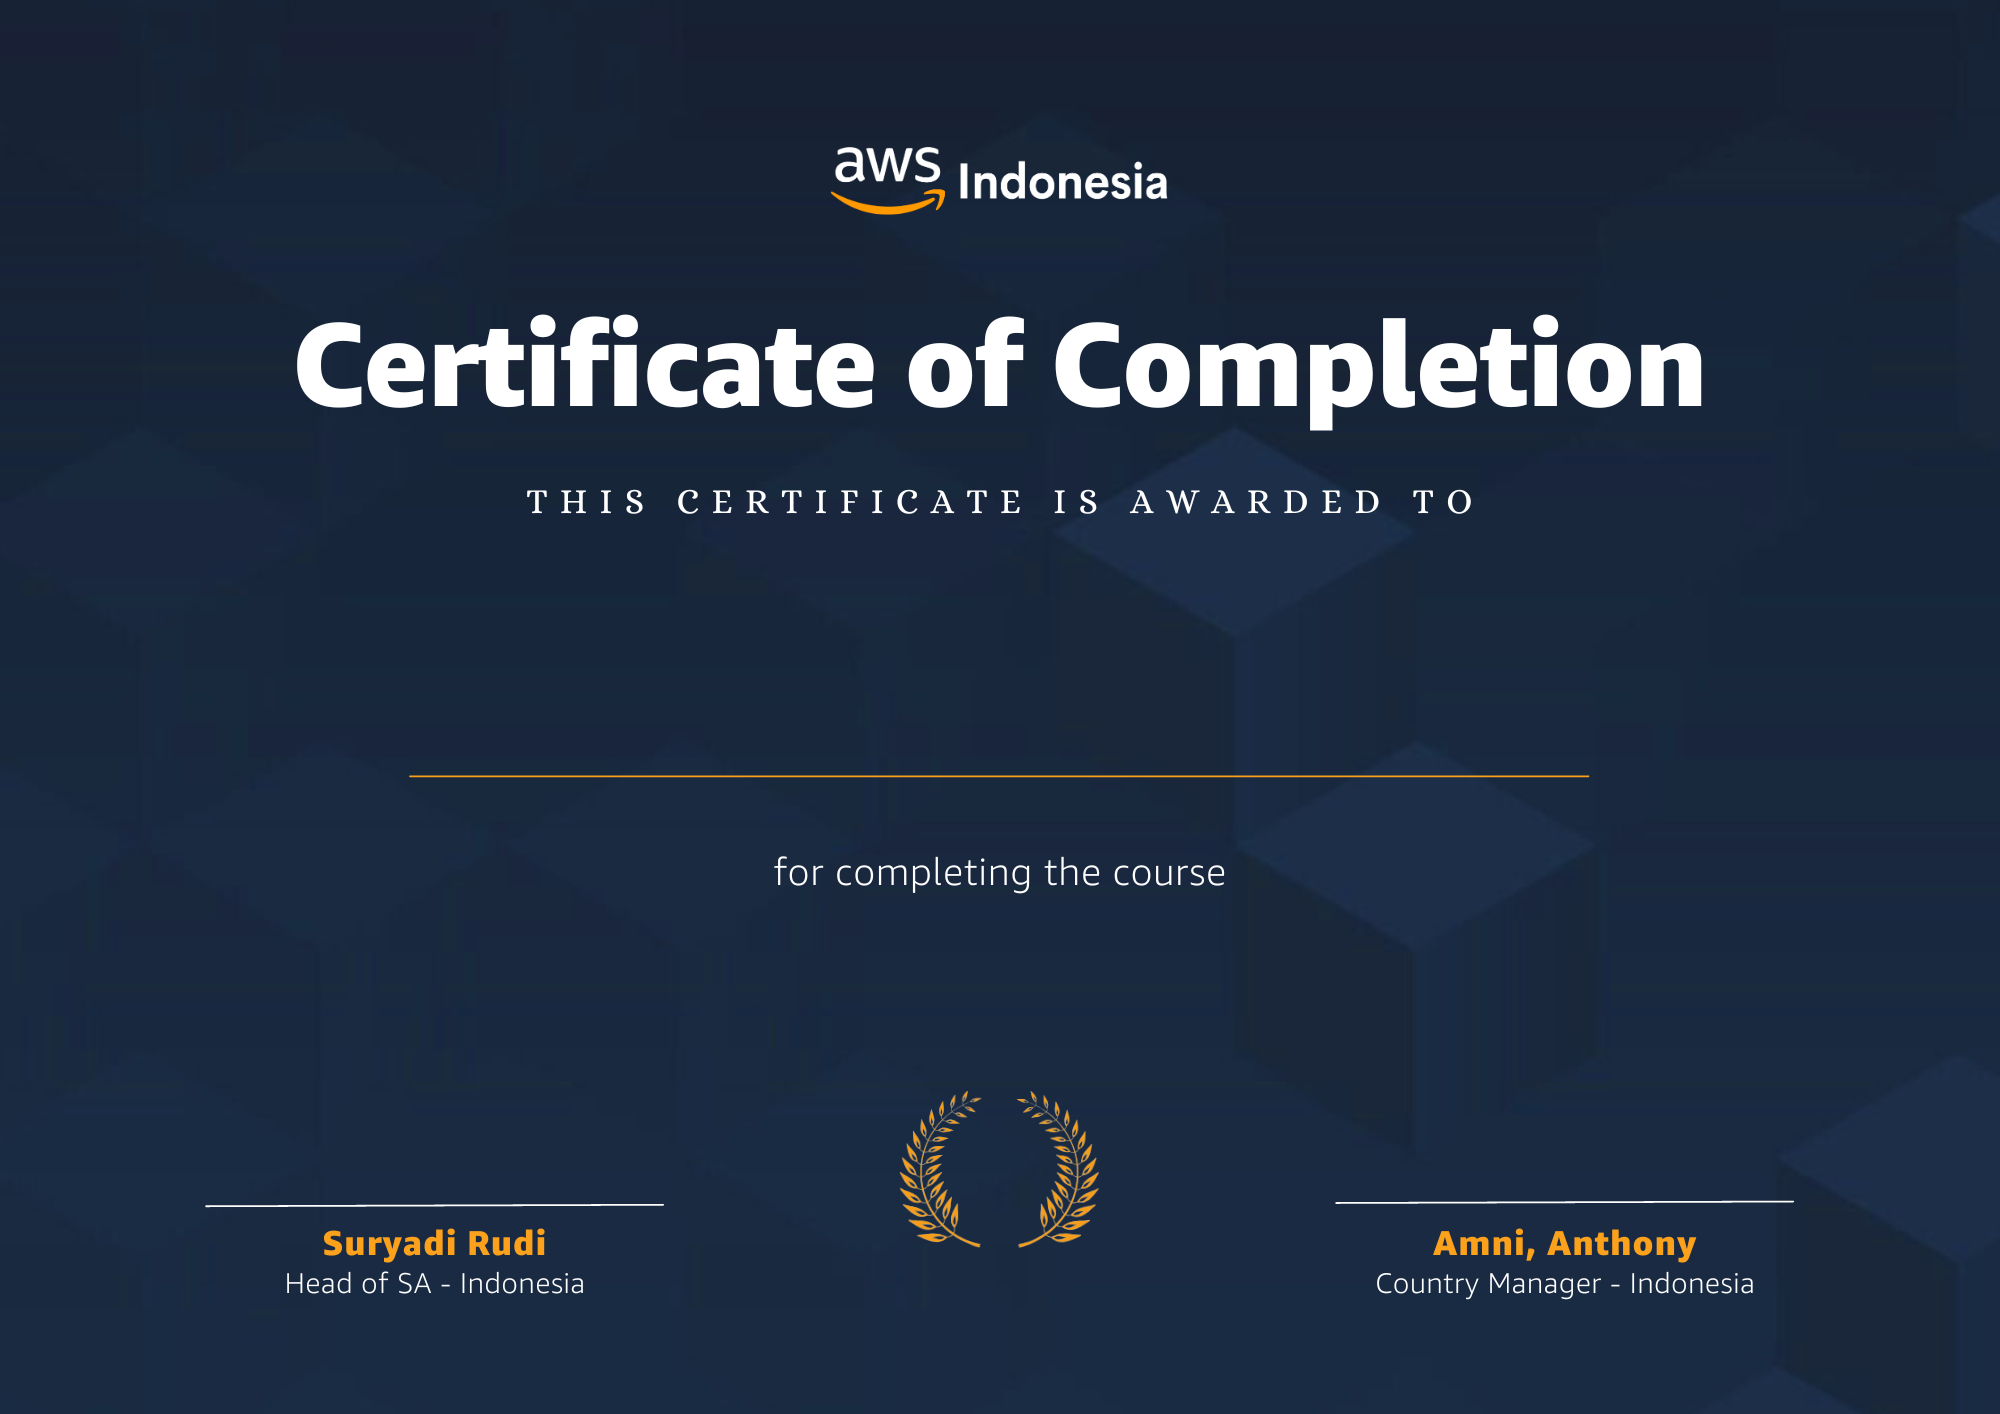 aws Indonesia
Certificate of Completion
THIS CERTIFICATE IS AWARDED TO
for completing the course
Suryadi Rudi
Head of SA - Indonesia
Amni, Anthony
Country Manager - Indonesia